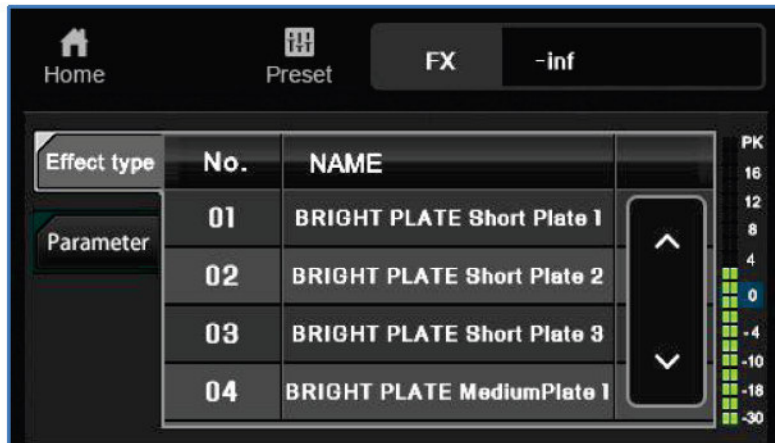 Home Preset FX -inf
Effect type No. NAME
01 BRIGHT PLATE Short Plate 1
Parameter
02 BRIGHT PLATE Short Plate 2
03 BRIGHT PLATE Short Plate 3
04 BRIGHT PLATE MediumPlate 1
PK
16
12
8
4
0
-4
-10
-18
-30